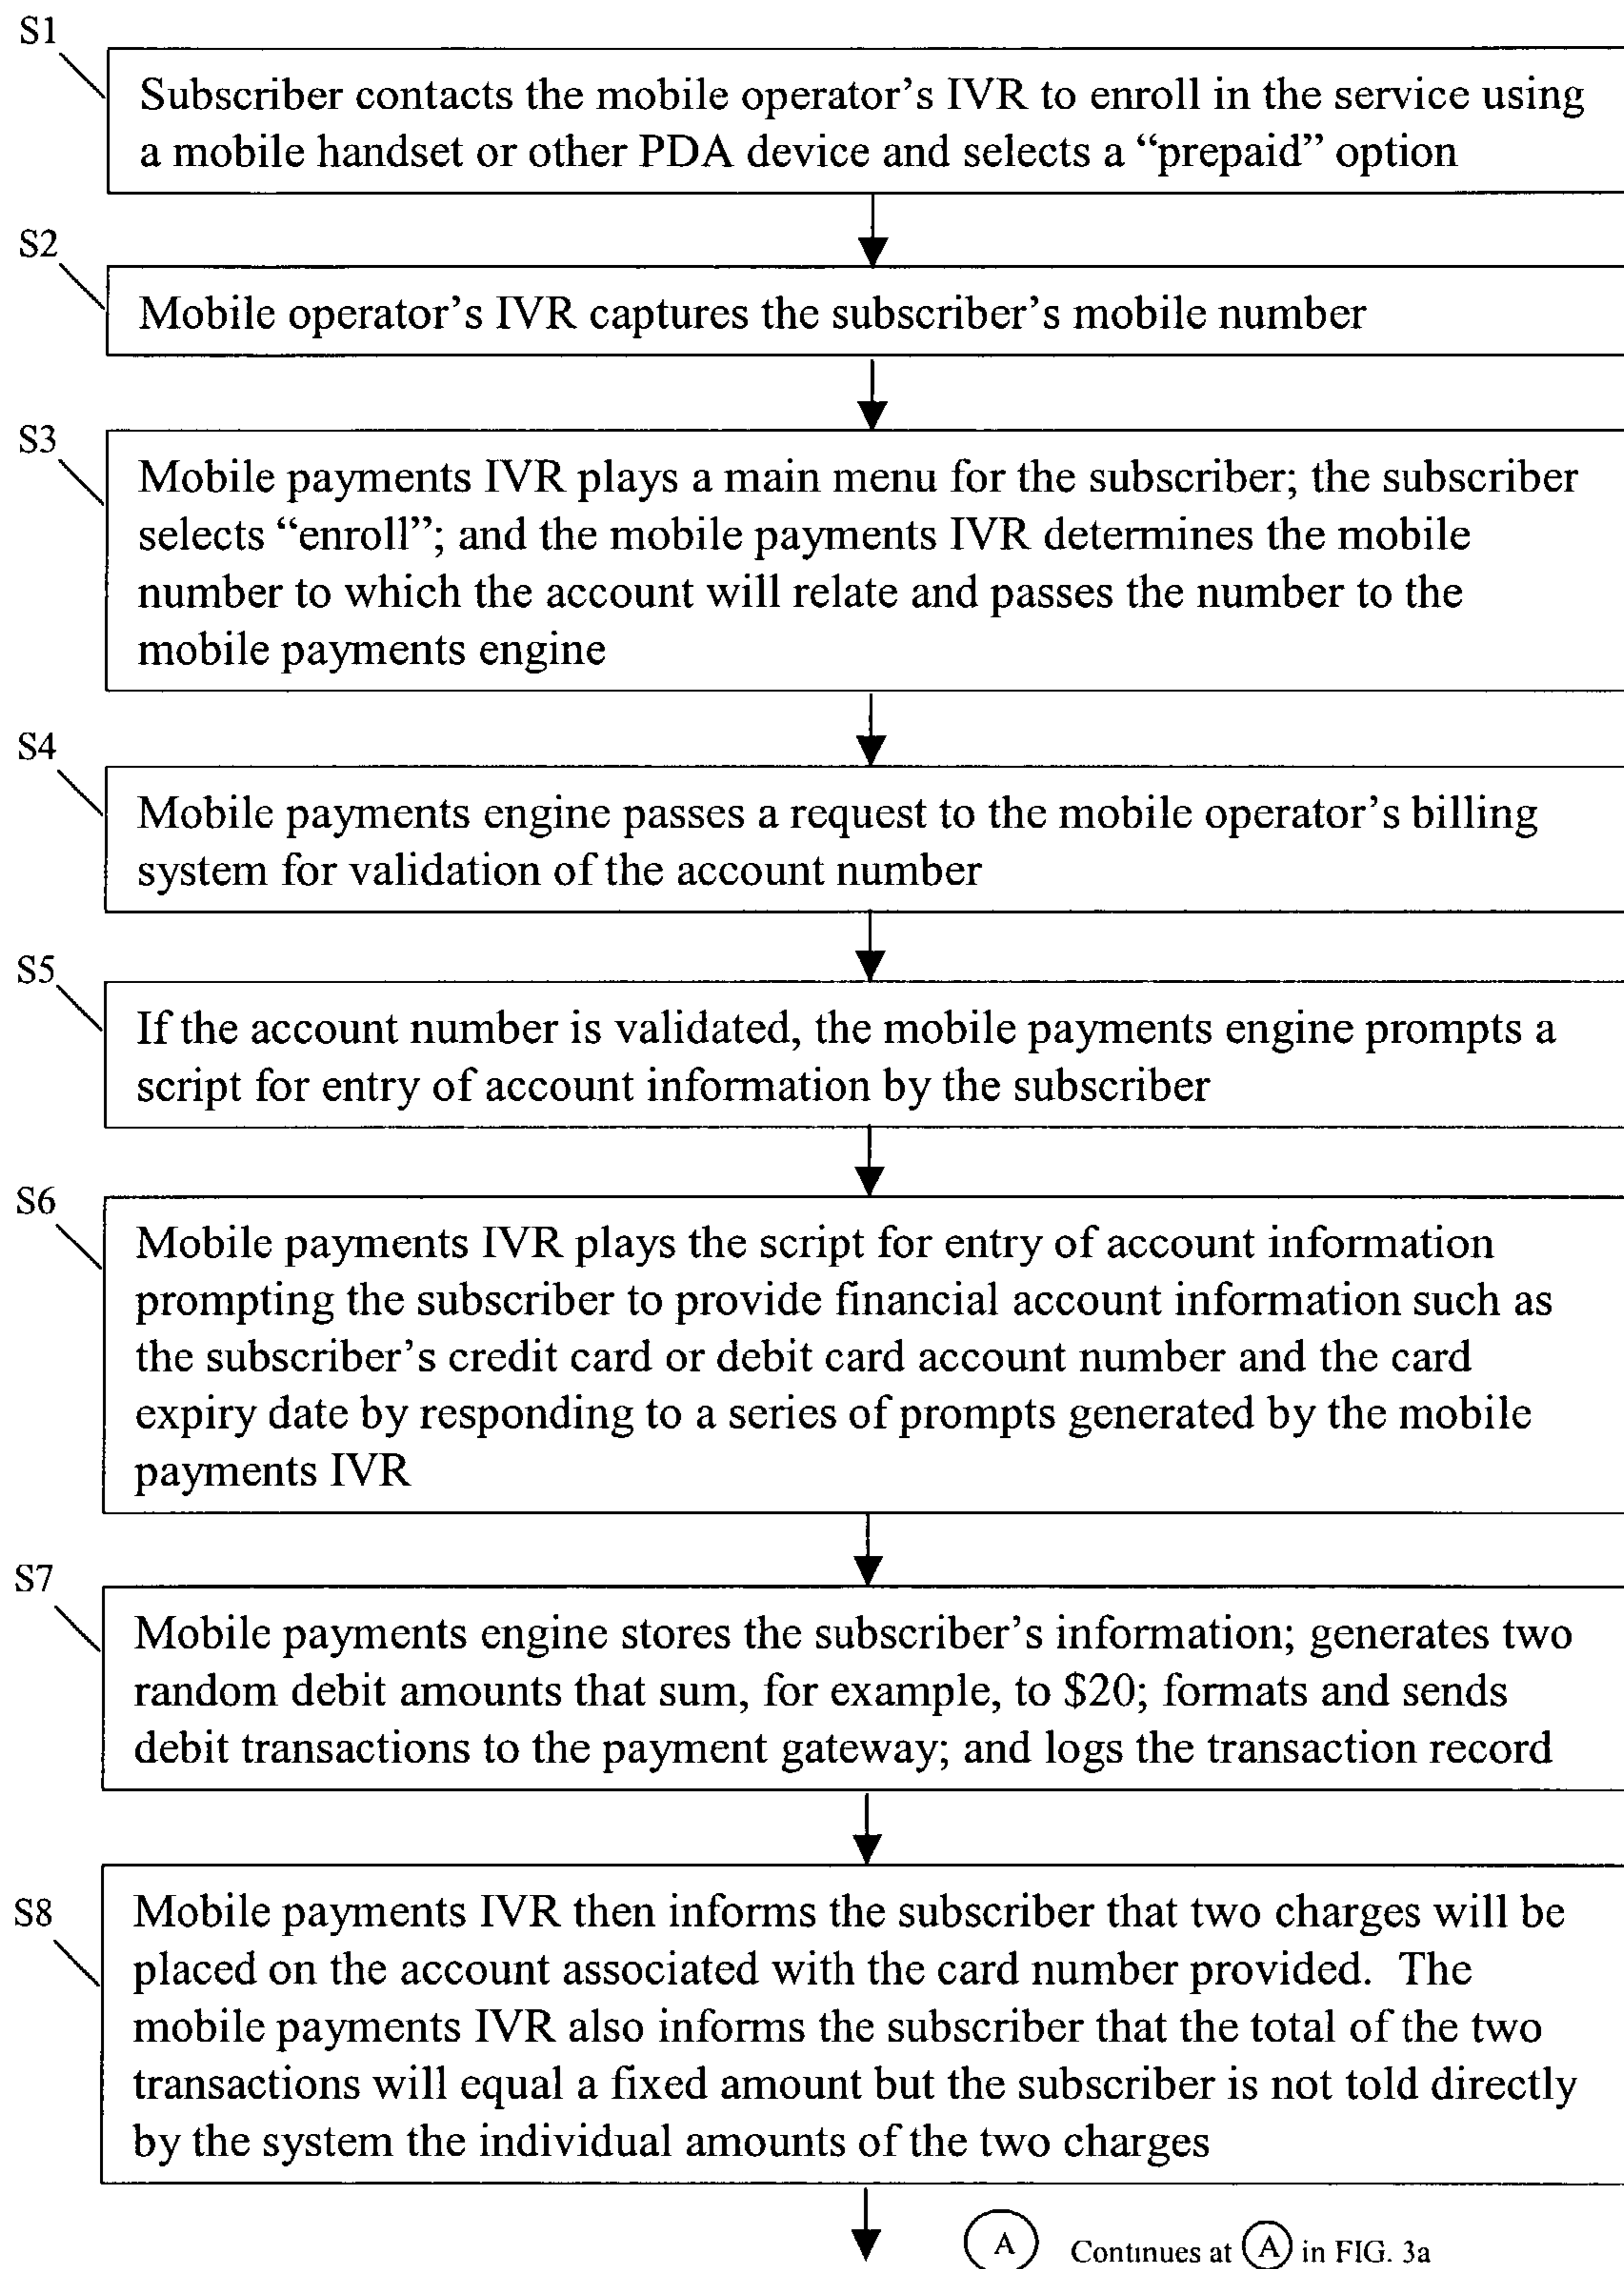 S1
Subscriber contacts the mobile operator's IVR to enroll in the service using
a mobile handset or other PDA device and selects a “prepaid” option
S2
Mobile operator's IVR captures the subscriber's mobile number
S3
Mobile payments IVR plays a main menu for the subscriber; the subscriber
selects “enroll”; and the mobile payments IVR determines the mobile
number to which the account will relate and passes the number to the
mobile payments engine
S4
Mobile payments engine passes a request to the mobile operator's billing
system for validation of the account number
S5
If the account number is validated, the mobile payments engine prompts a
script for entry of account information by the subscriber
S6
Mobile payments IVR plays the script for entry of account information
prompting the subscriber to provide financial account information such as
the subscriber's credit card or debit card account number and the card
expiry date by responding to a series of prompts generated by the mobile
payments IVR
S7
Mobile payments engine stores the subscriber's information; generates two
random debit amounts that sum, for example, to $20; formats and sends
debit transactions to the payment gateway; and logs the transaction record
S8
Mobile payments IVR then informs the subscriber that two charges will be
placed on the account associated with the card number provided.  The
mobile payments IVR also informs the subscriber that the total of the two
transactions will equal a fixed amount but the subscriber is not told directly
by the system the individual amounts of the two charges
A Continues at A in FIG. 3a